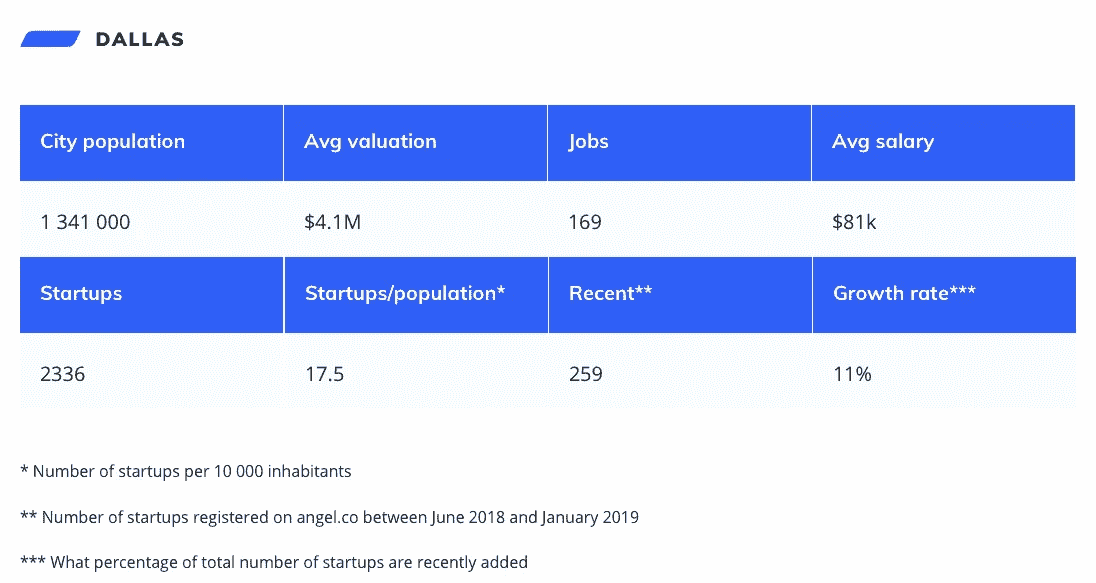 DALLAS
City population Avg valuation Jobs Avg salary
1 341 000 $4.1M 169 $81k
Startups Startups/population* Recent** Growth rate***
2336 17.5 259 11%
* Number of startups per 10 000 inhabitants
** Number of startups registered on angel.co between June 2018 and January 2019
*** What percentage of total number of startups are recently added